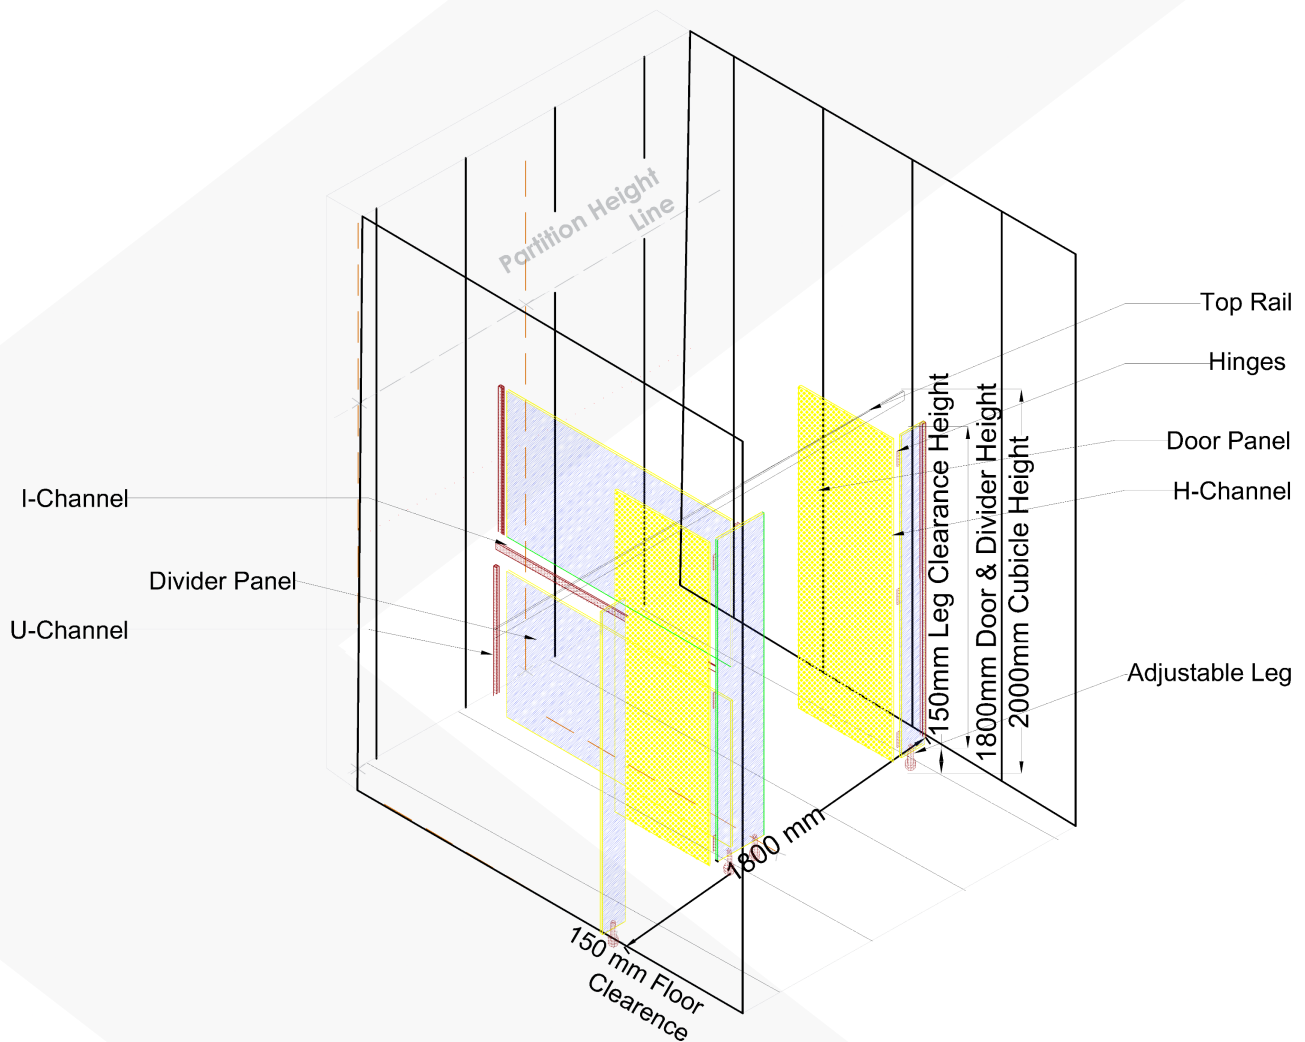 Partition Height
Line
Top Rail
Hinges
Door Panel
H-Channel
I-Channel
Divider Panel
U-Channel
150mm Leg Clearance Height
1800mm Door & Divider Height
2000mm Cubicle Height
Adjustable Leg
1800 mm
150 mm Floor
Clearence